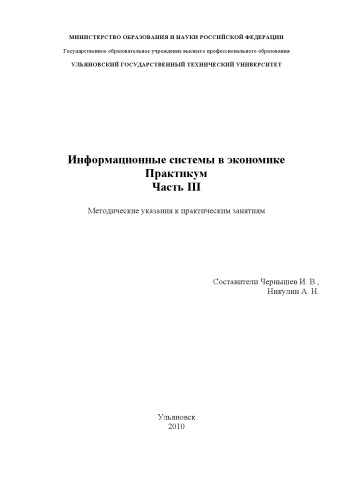 МИНИСТЕРСТВО ОБРАЗОВАНИЯ И НАУКИ РОССИЙСКОЙ ФЕДЕРАЦИИ
Государственное образовательное учреждение высшего профессионального образования
УЛЬЯНОВСКИЙ ГОСУДАРСТВЕННЫЙ ТЕХНИЧЕСКИЙ УНИВЕРСИТЕТ
Информационные системы в экономике
Практикум
Часть III
Методические указания к практическим занятиям
Составители Чернышев И. В.,
Никулин А. Н.
Ульяновск
2010